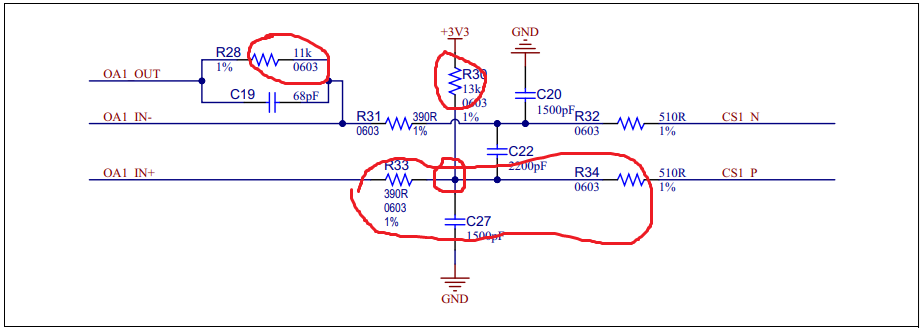 +3V3
GND
R28
11k
1%
0603
R30
13k
0603
1%
OA1_OUT
C19
68pF
C20
1500pF
OA1_IN-
R31
390R
0603
1%
R32
510R
0603
1%
CS1_N
C22
2200pF
OA1_IN+
R33
390R
0603
1%
R34
510R
0603
1%
CS1_P
C27
1500pF
GND